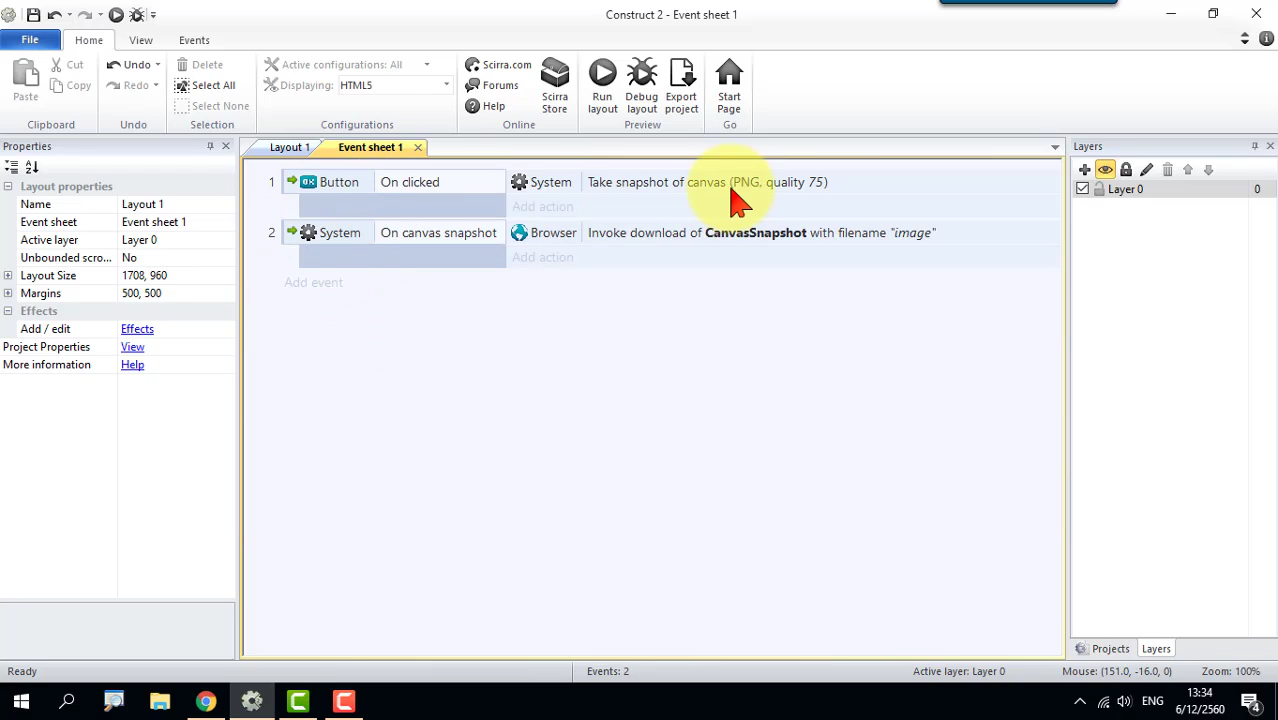 Construct 2 - Event sheet 1
File Home View Events
Paste
Cut
Copy
Clipboard
Undo
Redo
Undo
Delete
Select All
Select None
Selection
Active configurations: All
Displaying: HTML5
Configurations
Scirra.com
Forums
Help
Scirra Store
Online
Run layout
Debug layout
Export project
Preview
Start Page
Go
Properties
Layout properties
Name Layout 1
Event sheet Event sheet 1
Active layer Layer 0
Unbounded scro... No
Layout Size 1708, 960
Margins 500, 500
Effects
Add / edit Effects
Project Properties View
More information Help
Layout 1 Event sheet 1
1 OK Button On clicked System Take snapshot of canvas (PNG, quality 75)
Add action
2 System On canvas snapshot Browser Invoke download of CanvasSnapshot with filename "image"
Add action
Add event
Layers
Layer 0 0
Projects Layers
Ready Events: 2 Active layer: Layer 0 Mouse: (151.0, -16.0, 0) Zoom: 100%
ENG 13:34
6/12/2560
4